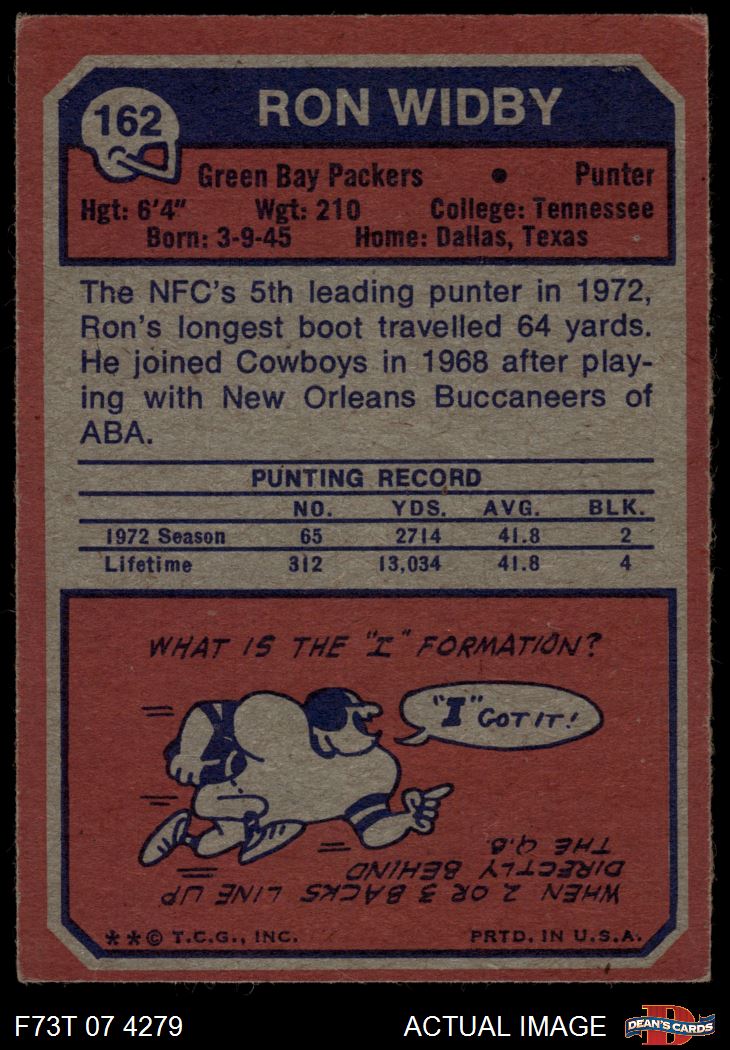 162
RON WIDBY
Green Bay Packers • Punter
Hgt: 6'4" Wgt: 210 College: Tennessee
Born: 3-9-45 Home: Dallas, Texas
The NFC's 5th leading punter in 1972,
Ron's longest boot travelled 64 yards.
He joined Cowboys in 1968 after play-
ing with New Orleans Buccaneers of
ABA.
PUNTING RECORD
NO. YDS. AVG. BLK.
1972 Season 65 2714 41.8 2
Lifetime 312 13,034 41.8 4
WHAT IS THE "I" FORMATION?
"I" GOT IT!
WHEN 2 OR 3 BACKS LINE UP
DIRECTLY BEHIND
THE Q.B.
**© T.C.G., INC. PRTD. IN U.S.A.
F73T 07 4279 ACTUAL IMAGE D DEAN'S CARDS